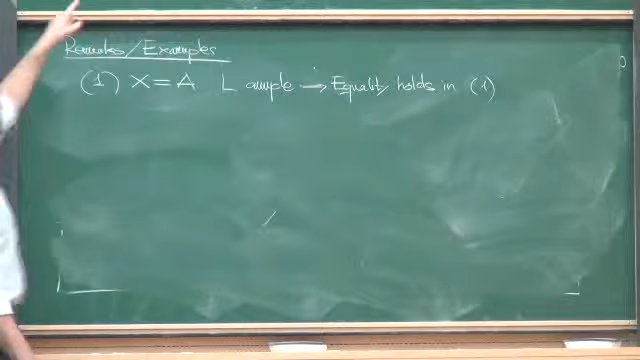 Remarks/Examples
(1) X = A L ample → Equality holds in (1)